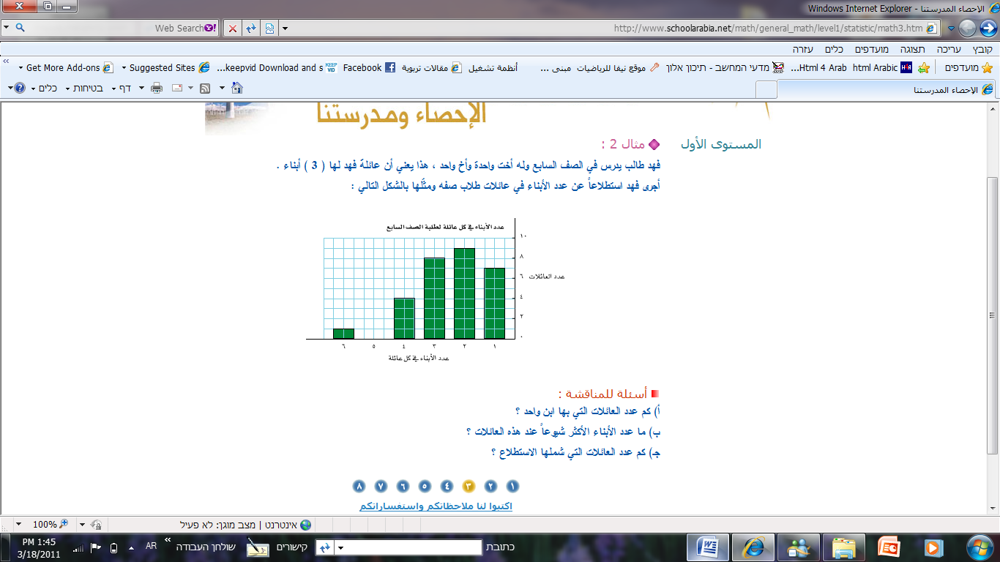 الإحصاء المدرستنا - Windows Internet Explorer
http://www.schoolarabia.net/math/general_math/level1/statistic/math3.htm
Web Search
קובץ עריכה תצוגה מועדפים כלים עזרה
מועדפים Html 4 Arab... html Arabic מדעי המחשב - תיכון אלון موقع نيفا للرياضيات مبنى ... أنظمة تشغيل مقالات تربوية Facebook keepvid Download and s... Suggested Sites Get More Add-ons
الإحصاء المدرستنا
דף בטיחות כלים
الإحصاء ومدرستنا
المستوى الأول
مثال 2 :
فهد طالب يدرس في الصف السابع وله أخت واحدة وأخ واحد ، هذا يعني أن عائلة فهد لها ( 3 ) أبناء .
أجرى فهد استطلاعاً عن عدد الأبناء في عائلات طلاب صفه ومثّلها بالشكل التالي :
عدد الأبناء في كل عائلة لطلبة الصف السابع
١٠
٨
٦ عدد العائلات
٤
٢
٠
١ ٢ ٣ ٤ ٥ ٦
عدد الأبناء في كل عائلة
أسئلة للمناقشة :
أ) كم عدد العائلات التي بها ابن واحد ؟
ب) ما عدد الأبناء الأكثر شيوعاً عند هذه العائلات ؟
جـ) كم عدد العائلات التي شملها الاستطلاع ؟
١ ٢ ٣ ٤ ٥ ٦ ٧ ٨
اكتبوا لنا ملاحظاتكم واستفساراتكم
אינטרנט | מצב מוגן: לא פעיל
100%
כתובת
קישורים
שולחן העבודה
AR
1:45 PM
3/18/2011